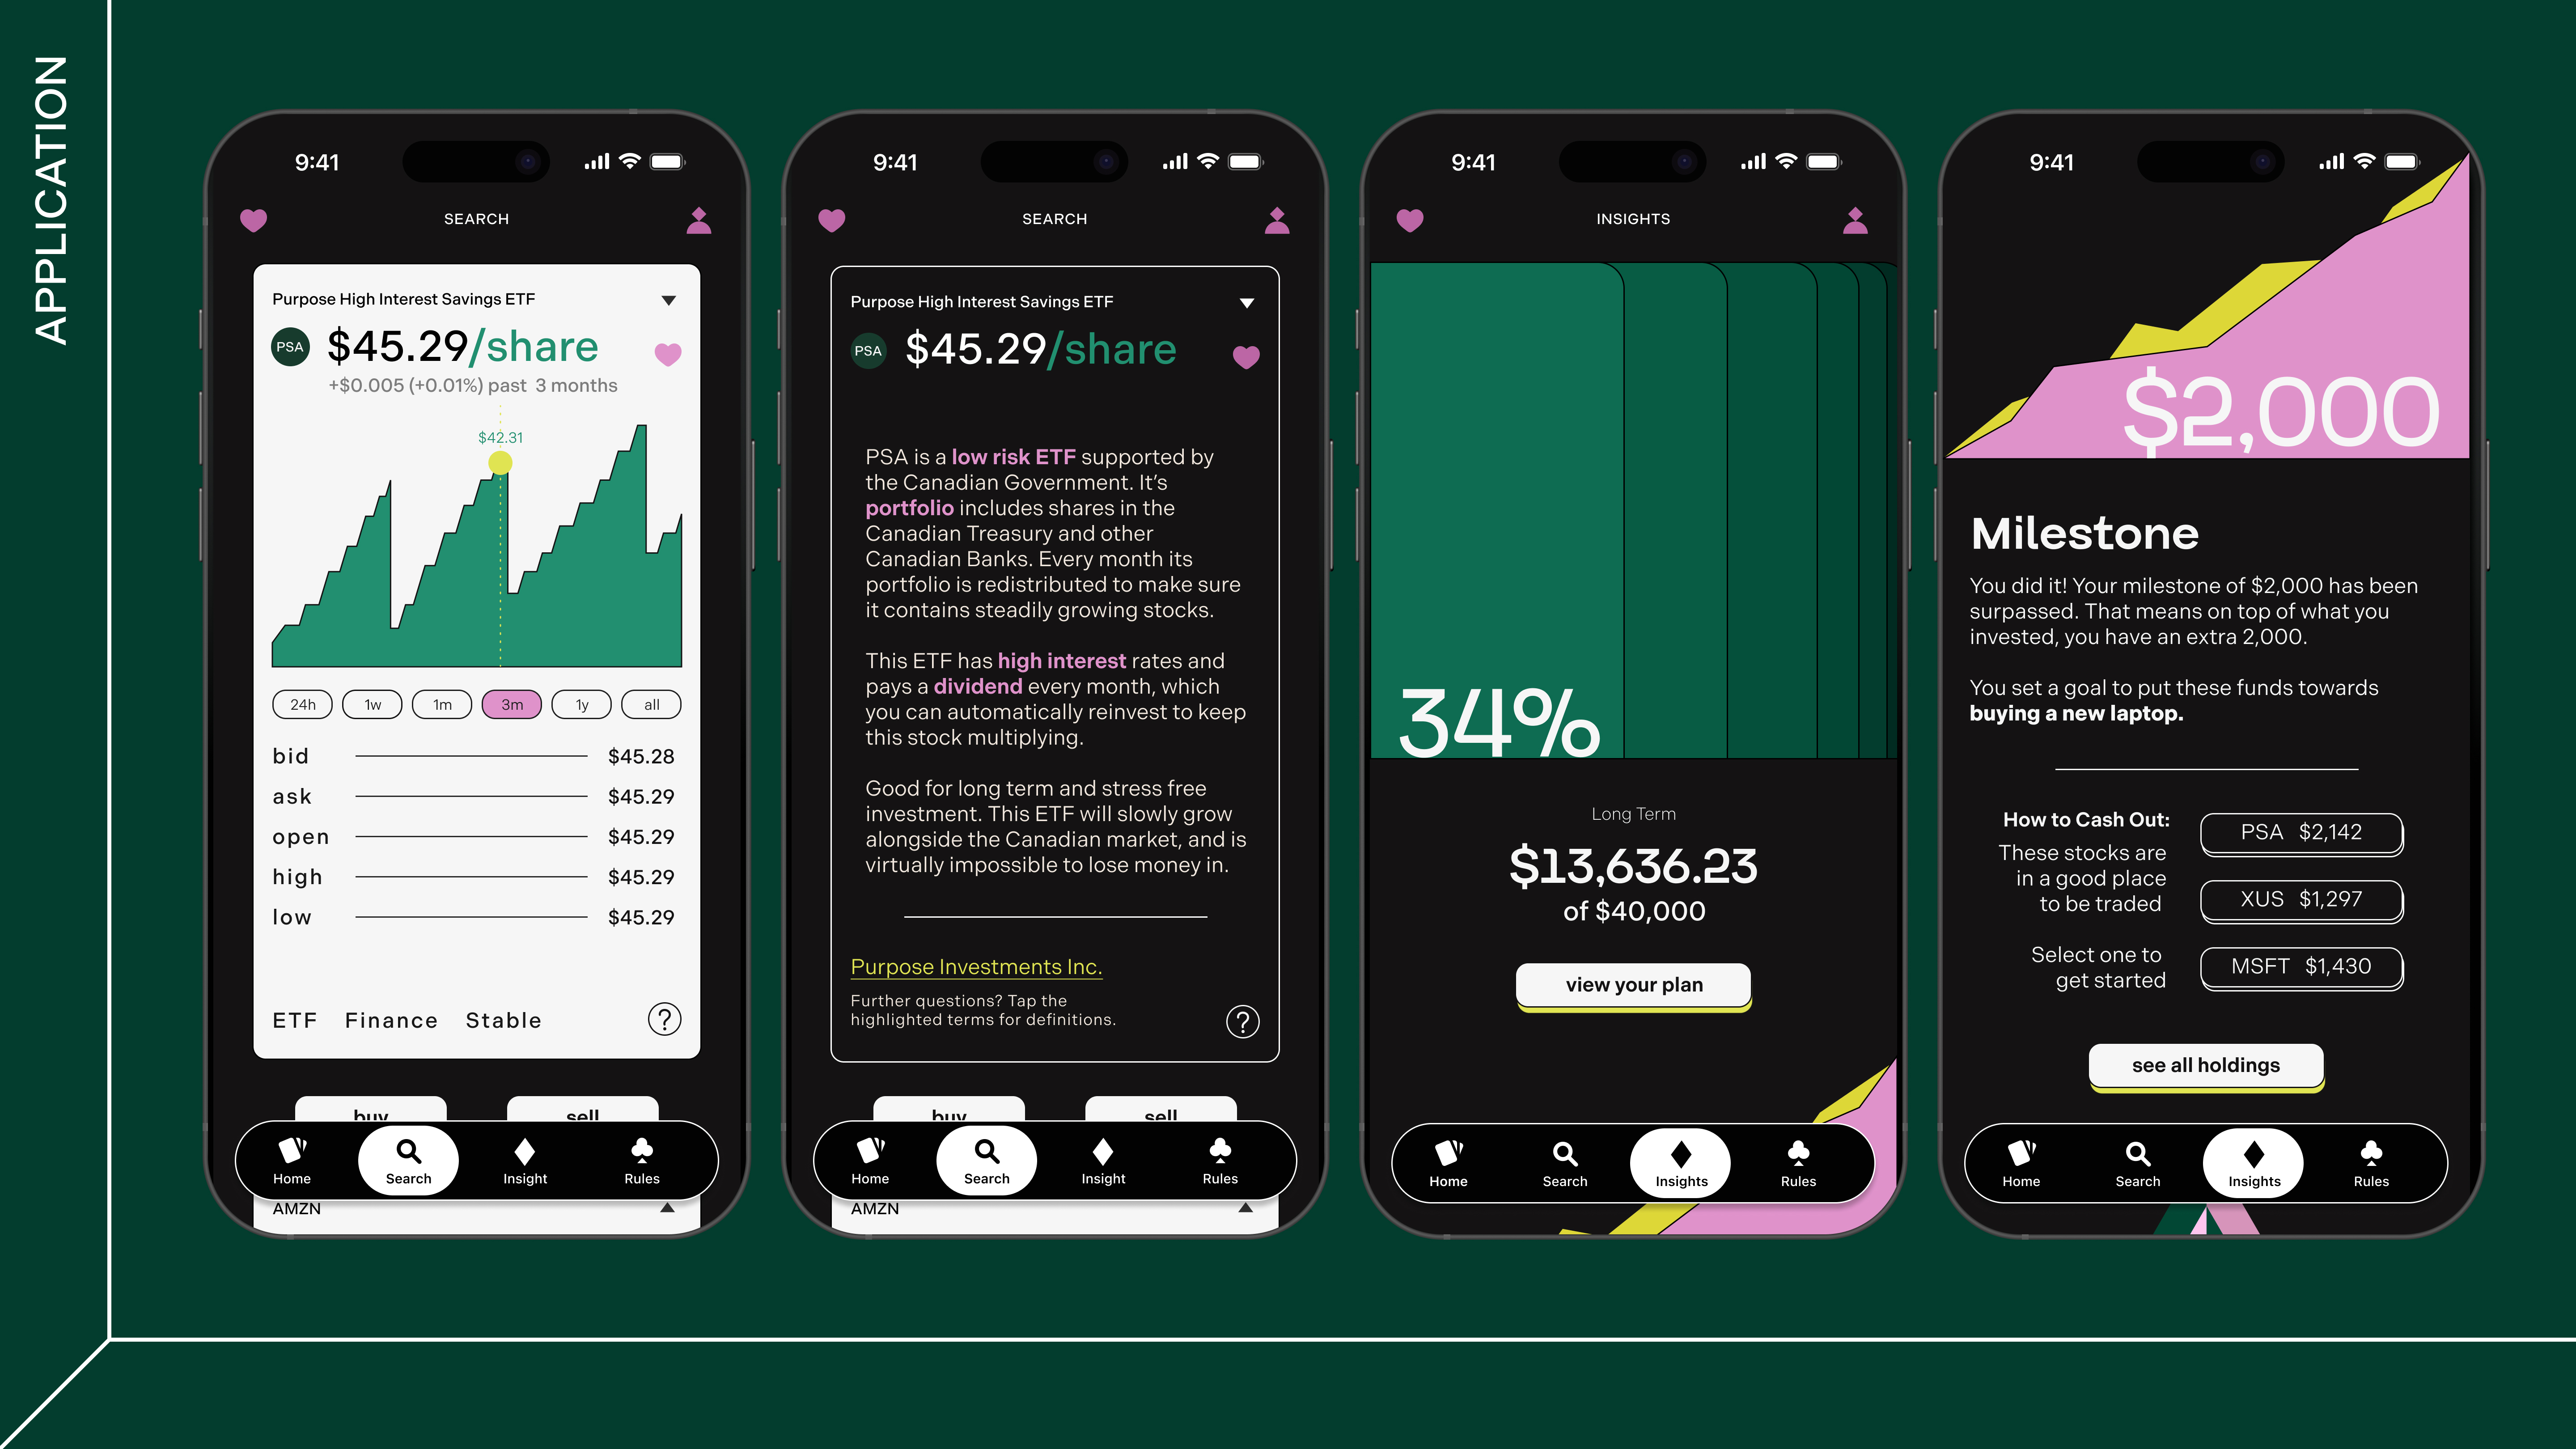 APPLICATION
9:41
SEARCH
Purpose High Interest Savings ETF
PSA
$45.29/share
+$0.005 (+0.01%) past 3 months
$42.31
24h 1w 1m 3m 1y all
bid $45.28
ask $45.29
open $45.29
high $45.29
low $45.29
ETF Finance Stable ?
buy sell
Home Search Insight Rules
AMZN
9:41
SEARCH
Purpose High Interest Savings ETF
PSA
$45.29/share
PSA is a low risk ETF supported by
the Canadian Government. It’s
portfolio includes shares in the
Canadian Treasury and other
Canadian Banks. Every month its
portfolio is redistributed to make sure
it contains steadily growing stocks.
This ETF has high interest rates and
pays a dividend every month, which
you can automatically reinvest to keep
this stock multiplying.
Good for long term and stress free
investment. This ETF will slowly grow
alongside the Canadian market, and is
virtually impossible to lose money in.
Purpose Investments Inc.
Further questions? Tap the
highlighted terms for definitions.
?
buy sell
Home Search Insight Rules
AMZN
9:41
INSIGHTS
34%
Long Term
$13,636.23
of $40,000
view your plan
Home Search Insights Rules
9:41
$2,000
Milestone
You did it! Your milestone of $2,000 has been
surpassed. That means on top of what you
invested, you have an extra 2,000.
You set a goal to put these funds towards
buying a new laptop.
How to Cash Out:
These stocks are
in a good place
to be traded
Select one to
get started
PSA $2,142
XUS $1,297
MSFT $1,430
see all holdings
Home Search Insights Rules